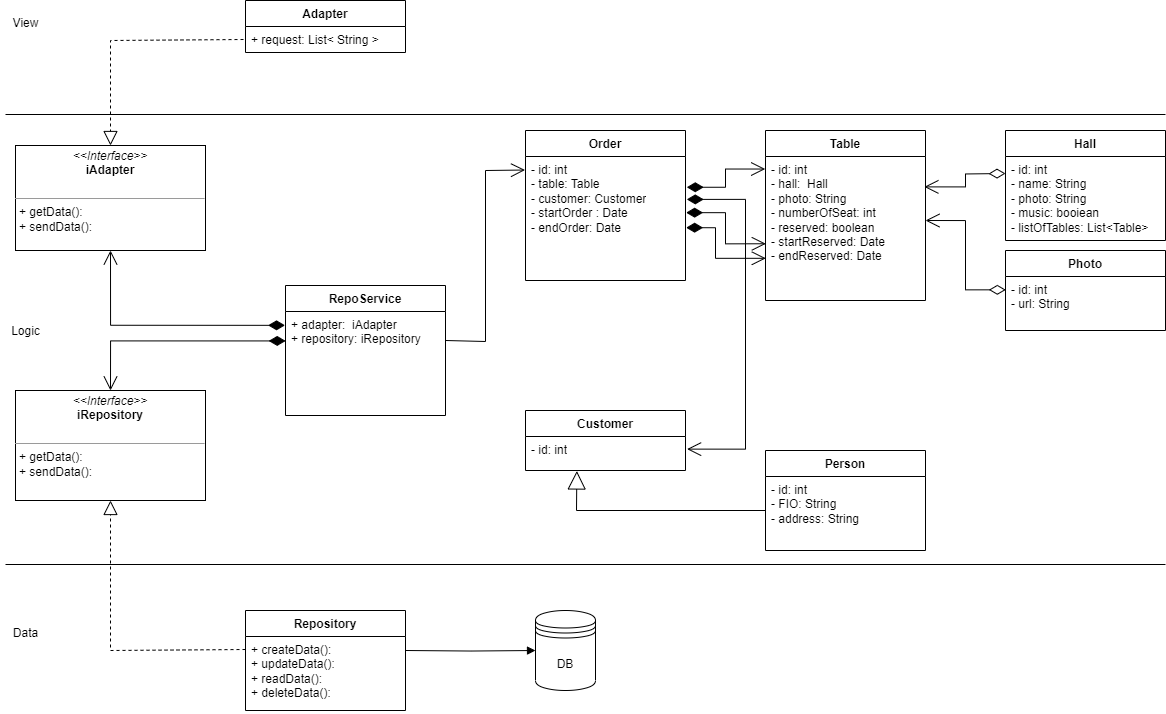 View
Adapter
+ request: List< String >
<<Interface>>
iAdapter
+ getData():
+ sendData():
Order
- id: int
- table: Table
- customer: Customer
- startOrder : Date
- endOrder: Date
Table
- id: int
- hall:  Hall
- photo: String
- numberOfSeat: int
- reserved: boolean
- startReserved: Date
- endReserved: Date
Hall
- id: int
- name: String
- photo: String
- music: booiean
- listOfTables: List<Table>
Photo
- id: int
- url: String
Logic
RepoService
+ adapter:  iAdapter
+ repository: iRepository
<<Interface>>
iRepository
+ getData():
+ sendData():
Customer
- id: int
Person
- id: int
- FIO: String
- address: String
Data
Repository
+ createData():
+ updateData():
+ readData():
+ deleteData():
DB